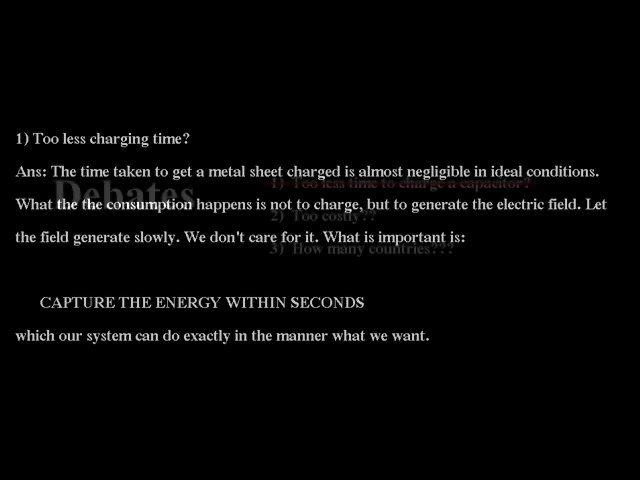 1) Too less charging time?
Ans: The time taken to get a metal sheet charged is almost negligible in ideal conditions.
Debates
1) Too less time to charge a capacitor?
What the the consumption happens is not to charge, but to generate the electric field. Let
2) Too costly??
the field generate slowly. We don't care for it. What is important is:
3) How many countries???
CAPTURE THE ENERGY WITHIN SECONDS
which our system can do exactly in the manner what we want.